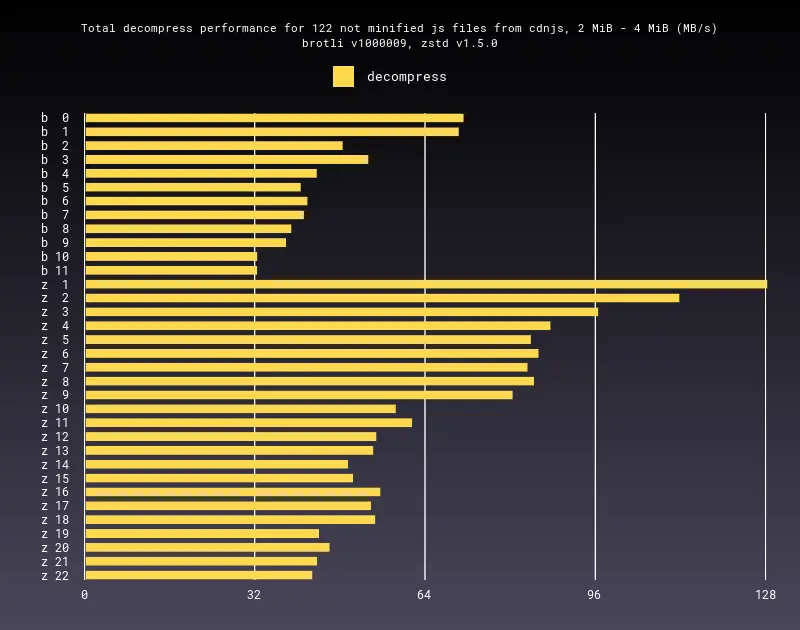 Total decompress performance for 122 not minified js files from cdnjs, 2 MiB - 4 MiB (MB/s)
brotli v1000009, zstd v1.5.0
decompress
b 0
b 1
b 2
b 3
b 4
b 5
b 6
b 7
b 8
b 9
b 10
b 11
z 1
z 2
z 3
z 4
z 5
z 6
z 7
z 8
z 9
z 10
z 11
z 12
z 13
z 14
z 15
z 16
z 17
z 18
z 19
z 20
z 21
z 22
0 32 64 96 128